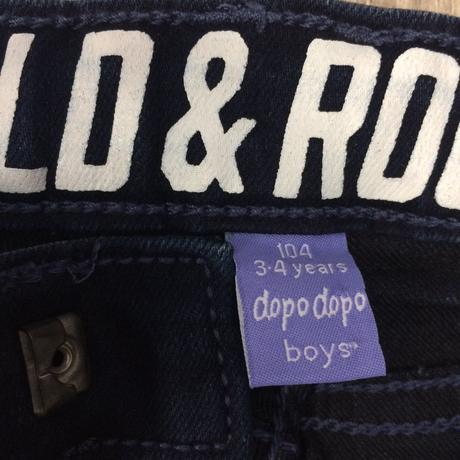 LD & RO
104
3-4 years
dopodopo
boys